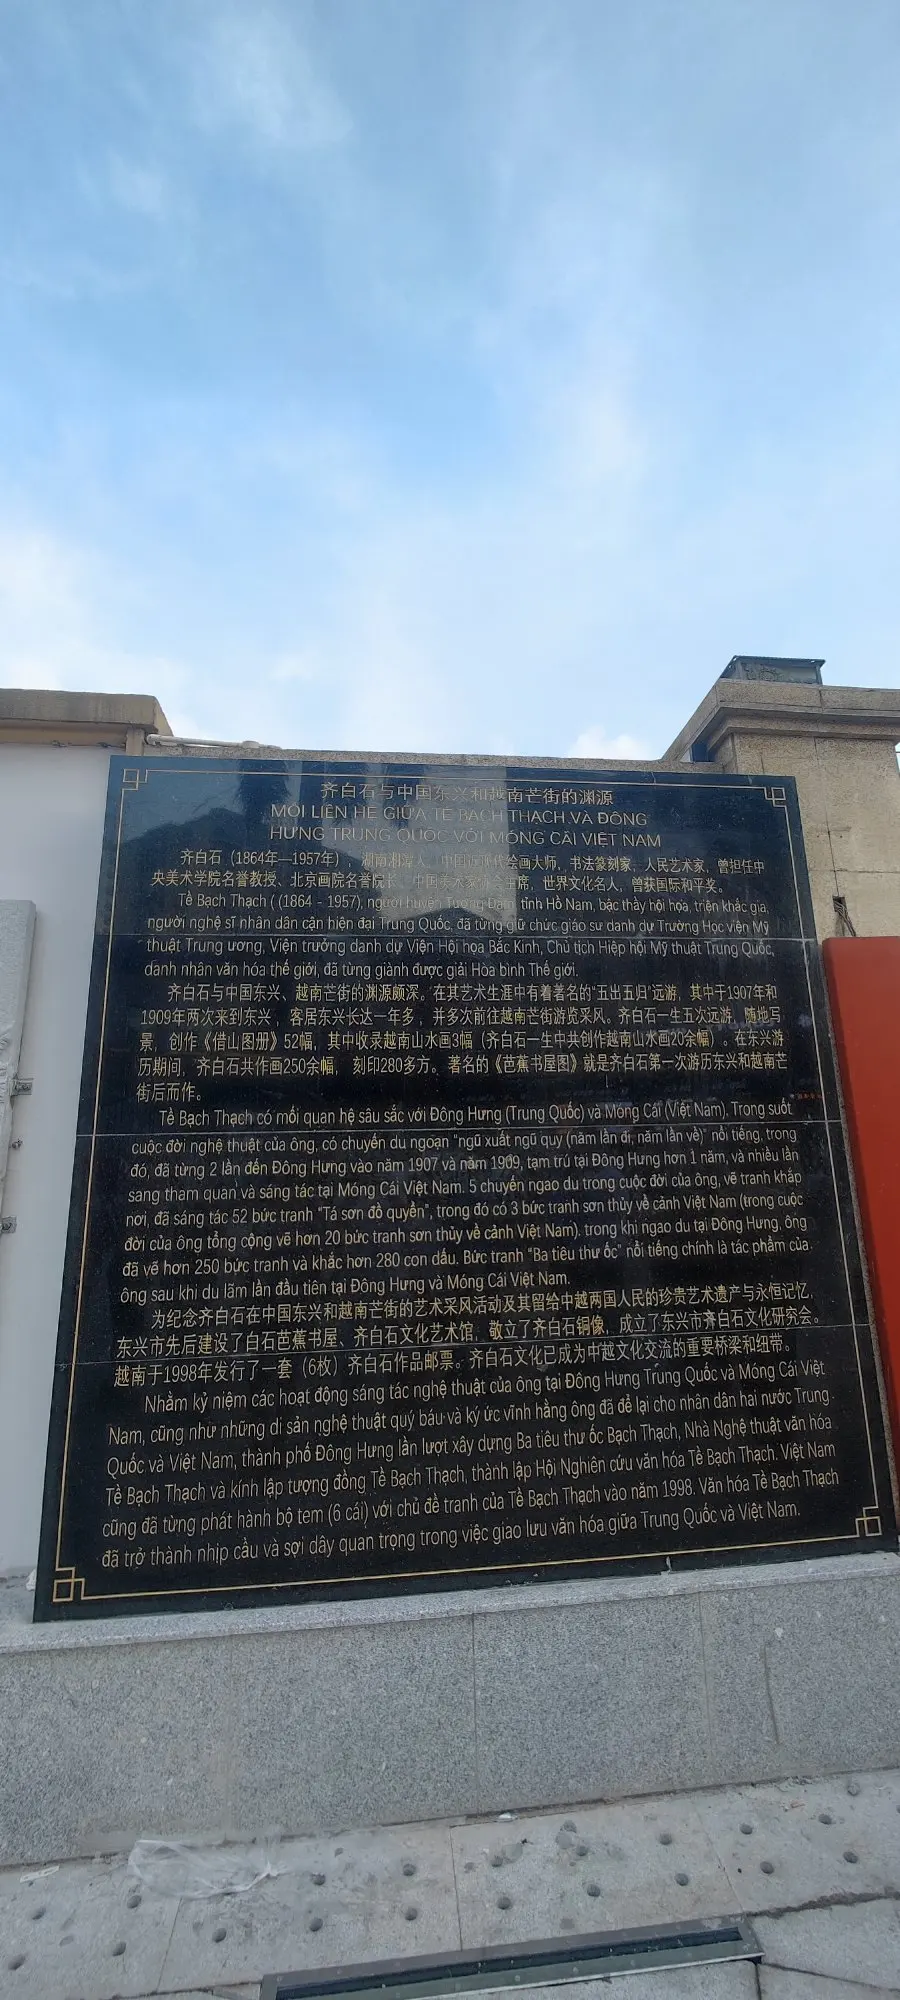 齐白石与中国东兴和越南芒街的渊源
MỐI LIÊN HỆ GIỮA TỀ BẠCH THẠCH VÀ ĐÔNG
HƯNG TRUNG QUỐC VỚI MÓNG CÁI VIỆT NAM
齐白石（1864年—1957年），湖南湘潭人，中国近现代绘画大师，书法篆刻家，人民艺术家，曾担任中
央美术学院名誉教授、北京画院名誉院长、中国美术家协会主席，世界文化名人，曾获国际和平奖。
Tề Bạch Thạch ( (1864 - 1957), người huyện Tương Đàm, tỉnh Hồ Nam, bậc thầy hội họa, triện khắc gia,
người nghệ sĩ nhân dân cận hiện đại Trung Quốc, đã từng giữ chức giáo sư danh dự Trường Học viện Mỹ
thuật Trung ương, Viện trưởng danh dự Viện Hội họa Bắc Kinh, Chủ tịch Hiệp hội Mỹ thuật Trung Quốc,
danh nhân văn hóa thế giới, đã từng giành được giải Hòa bình Thế giới.
齐白石与中国东兴、越南芒街的渊源颇深。在其艺术生涯中有着著名的“五出五归”远游，其中于1907年和
1909年两次来到东兴，客居东兴长达一年多，并多次前往越南芒街游览采风。齐白石一生五次远游，随地写
景，创作《借山图册》52幅，其中收录越南山水画3幅（齐白石一生中共创作越南山水画20余幅）。在东兴游
历期间，齐白石共作画250余幅，刻印280多方。著名的《芭蕉书屋图》就是齐白石第一次游历东兴和越南芒
街后而作。
Tề Bạch Thạch có mối quan hệ sâu sắc với Đông Hưng (Trung Quốc) và Móng Cái (Việt Nam). Trong suốt
cuộc đời nghệ thuật của ông, có chuyến du ngoạn “ngũ xuất ngũ quy (năm lần đi, năm lần về)” nổi tiếng, trong
đó, đã từng 2 lần đến Đông Hưng vào năm 1907 và năm 1909, tạm trú tại Đông Hưng hơn 1 năm, và nhiều lần
sang tham quan và sáng tác tại Móng Cái Việt Nam. 5 chuyến ngao du trong cuộc đời của ông, vẽ tranh khắp
nơi, đã sáng tác 52 bức tranh “Tá sơn đồ quyển”, trong đó có 3 bức tranh sơn thủy về cảnh Việt Nam (trong cuộc
đời của ông tổng cộng vẽ hơn 20 bức tranh sơn thủy về cảnh Việt Nam). trong khi ngao du tại Đông Hưng, ông
đã vẽ hơn 250 bức tranh và khắc hơn 280 con dấu. Bức tranh “Ba tiêu thư ốc” nổi tiếng chính là tác phẩm của
ông sau khi du lãm lần đầu tiên tại Đông Hưng và Móng Cái Việt Nam.
为纪念齐白石在中国东兴和越南芒街的艺术采风活动及其留给中越两国人民的珍贵艺术遗产与永恒记忆，
东兴市先后建设了白石芭蕉书屋、齐白石文化艺术馆，敬立了齐白石铜像，成立了东兴市齐白石文化研究会。
越南于1998年发行了一套（6枚）齐白石作品邮票。齐白石文化已成为中越文化交流的重要桥梁和纽带。
Nhằm kỷ niệm các hoạt động sáng tác nghệ thuật của ông tại Đông Hưng Trung Quốc và Móng Cái Việt
Nam, cũng như những di sản nghệ thuật quý báu và ký ức vĩnh hằng ông đã để lại cho nhân dân hai nước Trung
Quốc và Việt Nam, thành phố Đông Hưng lần lượt xây dựng Ba tiêu thư ốc Bạch Thạch, Nhà Nghệ thuật văn hóa
Tề Bạch Thạch và kính lập tượng đồng Tề Bạch Thạch, thành lập Hội Nghiên cứu văn hóa Tề Bạch Thạch. Việt Nam
cũng đã từng phát hành bộ tem (6 cái) với chủ đề tranh của Tề Bạch Thạch vào năm 1998. Văn hóa Tề Bạch Thạch
đã trở thành nhịp cầu và sợi dây quan trọng trong việc giao lưu văn hóa giữa Trung Quốc và Việt Nam.